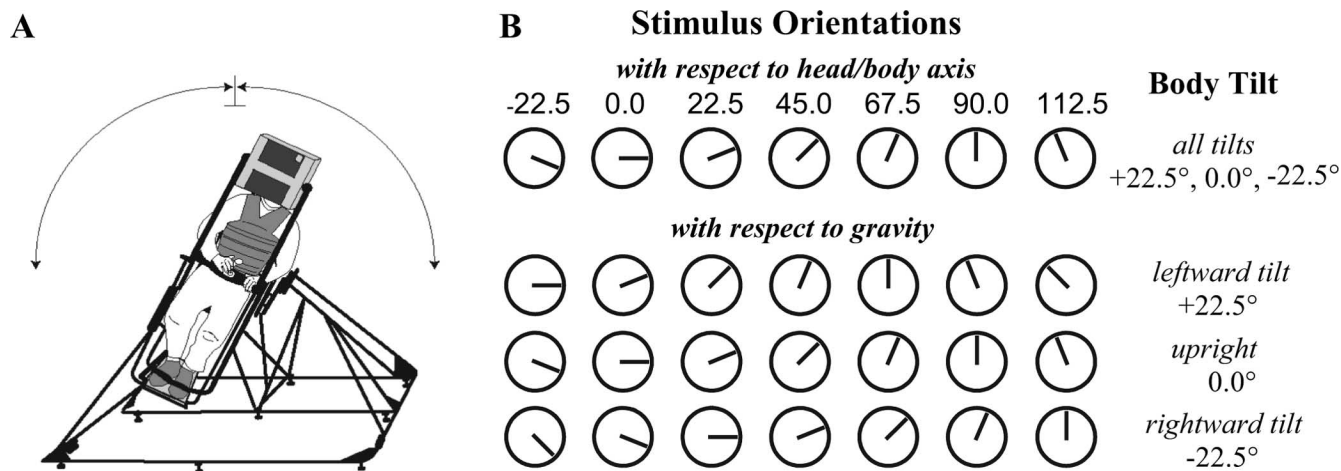 A
B Stimulus Orientations
with respect to head/body axis
Body Tilt
-22.5 0.0 22.5 45.0 67.5 90.0 112.5
all tilts
+22.5°, 0.0°, -22.5°
with respect to gravity
leftward tilt
+22.5°
upright
0.0°
rightward tilt
-22.5°